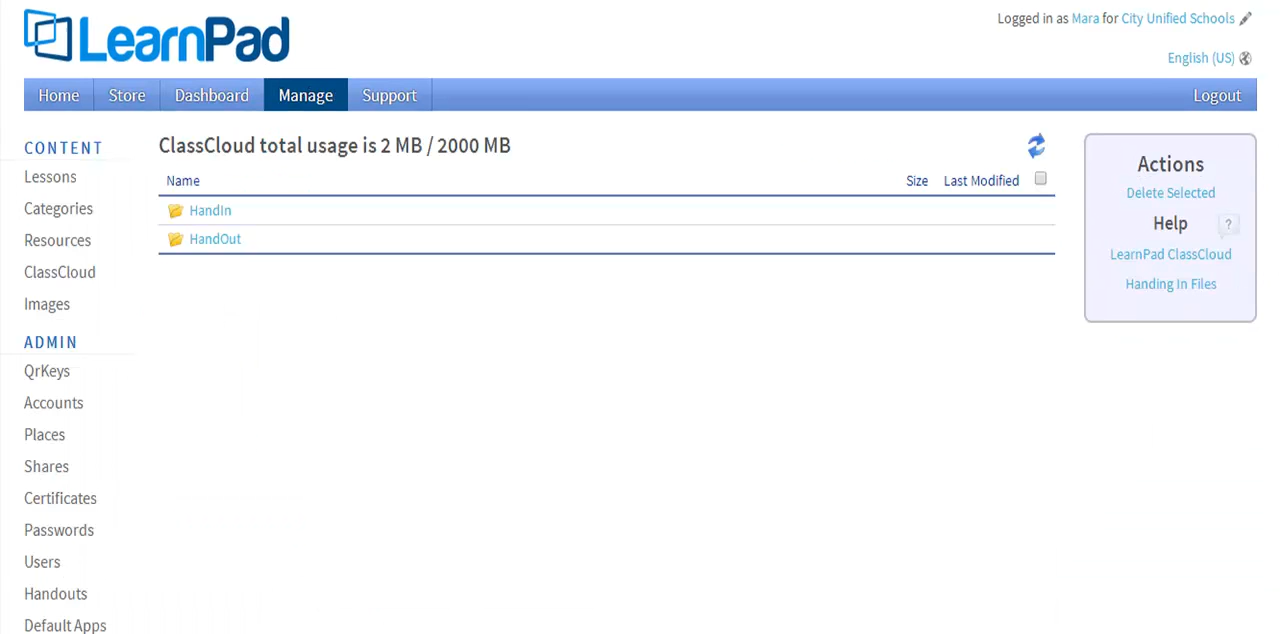 LearnPad
Logged in as Mara for City Unified Schools
English (US)
Home Store Dashboard Manage Support Logout
CONTENT
Lessons
Categories
Resources
ClassCloud
Images
ADMIN
QrKeys
Accounts
Places
Shares
Certificates
Passwords
Users
Handouts
Default Apps
ClassCloud total usage is 2 MB / 2000 MB
Name Size Last Modified
HandIn
HandOut
Actions
Delete Selected
Help ?
LearnPad ClassCloud
Handing In Files